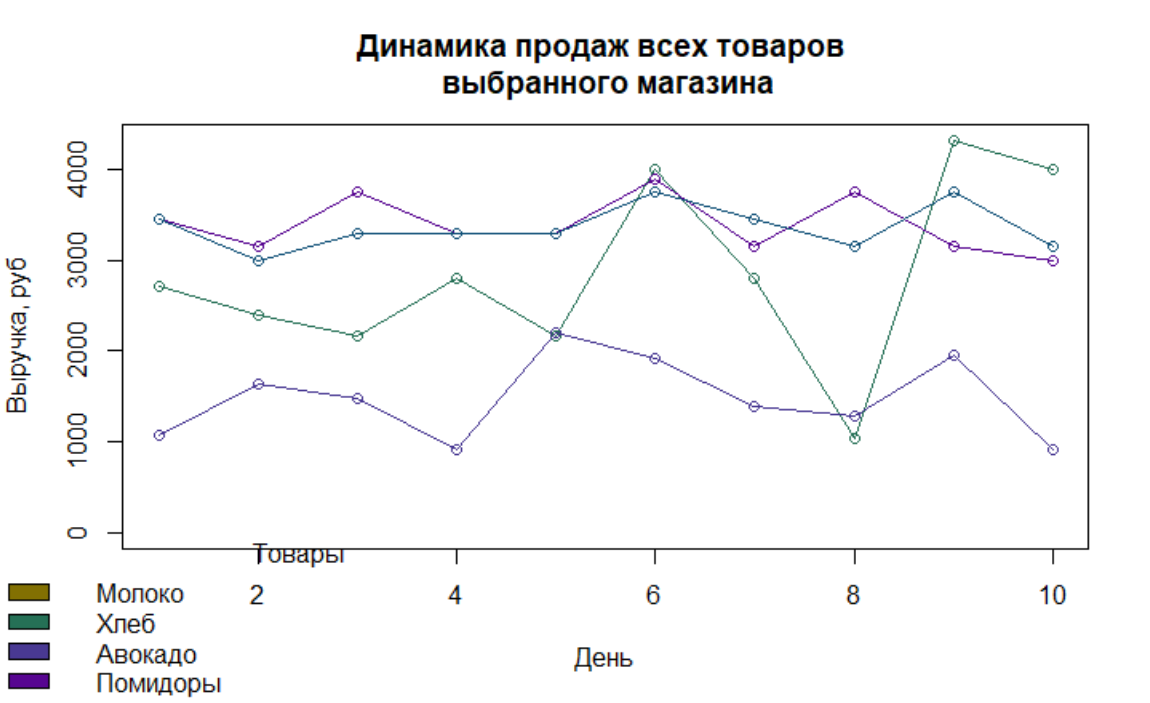 Динамика продаж всех товаров
выбранного магазина
Выручка, руб
4000
3000
2000
1000
0
Товары
2 4 6 8 10
Молоко
Хлеб
Авокадо
Помидоры
День